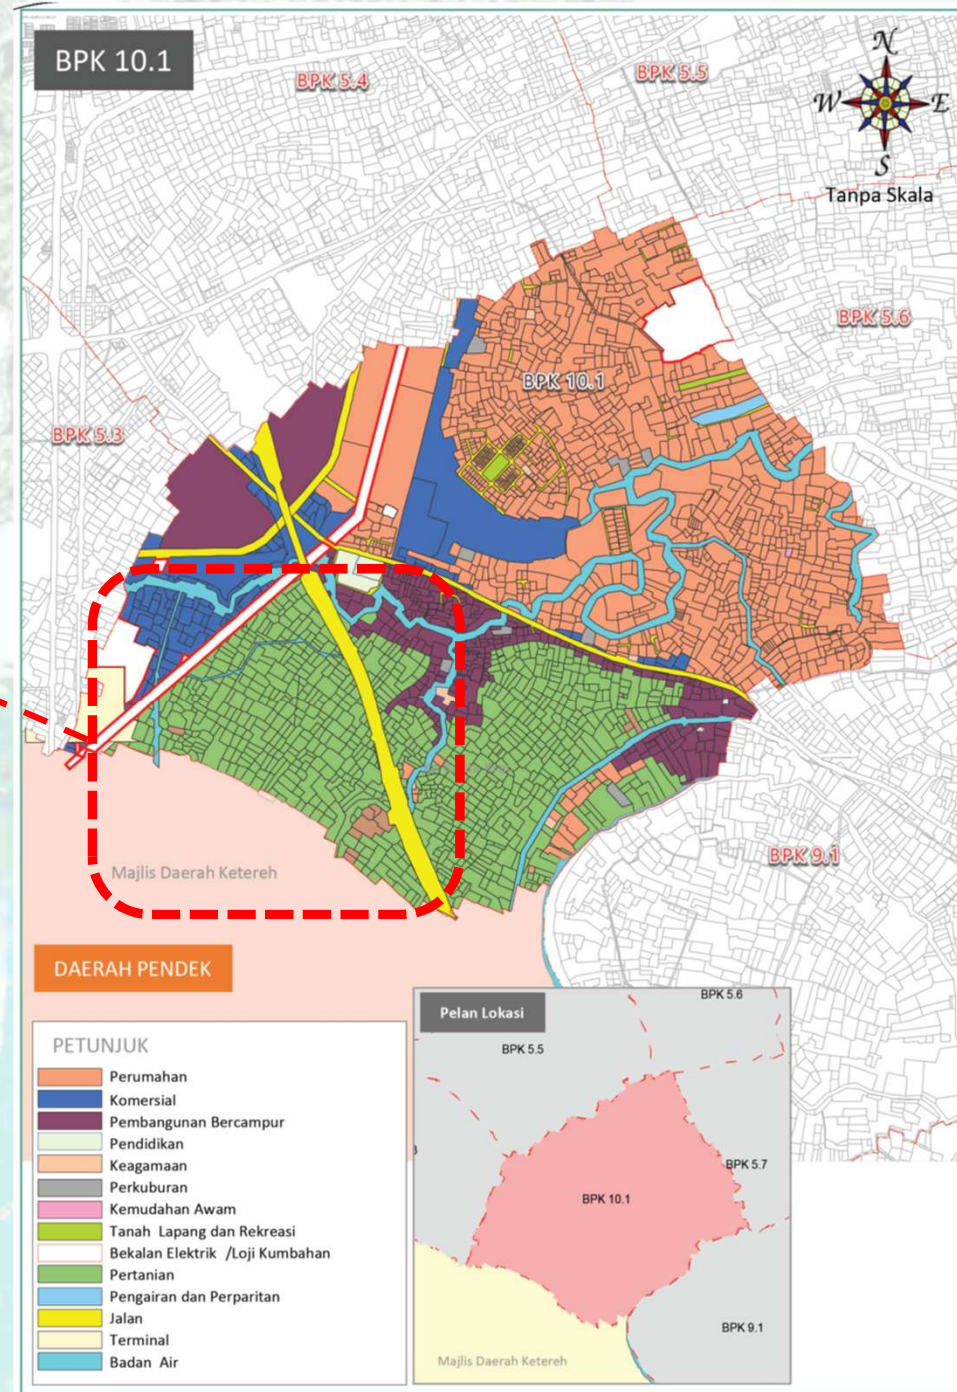 BPK 10.1
BPK 5.4
BPK 5.5
N
W
E
S
Tanpa Skala
BPK 5.6
BPK 10.1
BPK 5.3
BPK 9.1
Majlis Daerah Ketereh
DAERAH PENDEK
PETUNJUK
Perumahan
Komersial
Pembangunan Bercampur
Pendidikan
Keagamaan
Perkuburan
Kemudahan Awam
Tanah Lapang dan Rekreasi
Bekalan Elektrik /Loji Kumbahan
Pertanian
Pengairan dan Perparitan
Jalan
Terminal
Badan Air
Pelan Lokasi
BPK 5.6
BPK 5.5
3
BPK 5.7
BPK 10.1
BPK 9.1
Majlis Daerah Ketereh